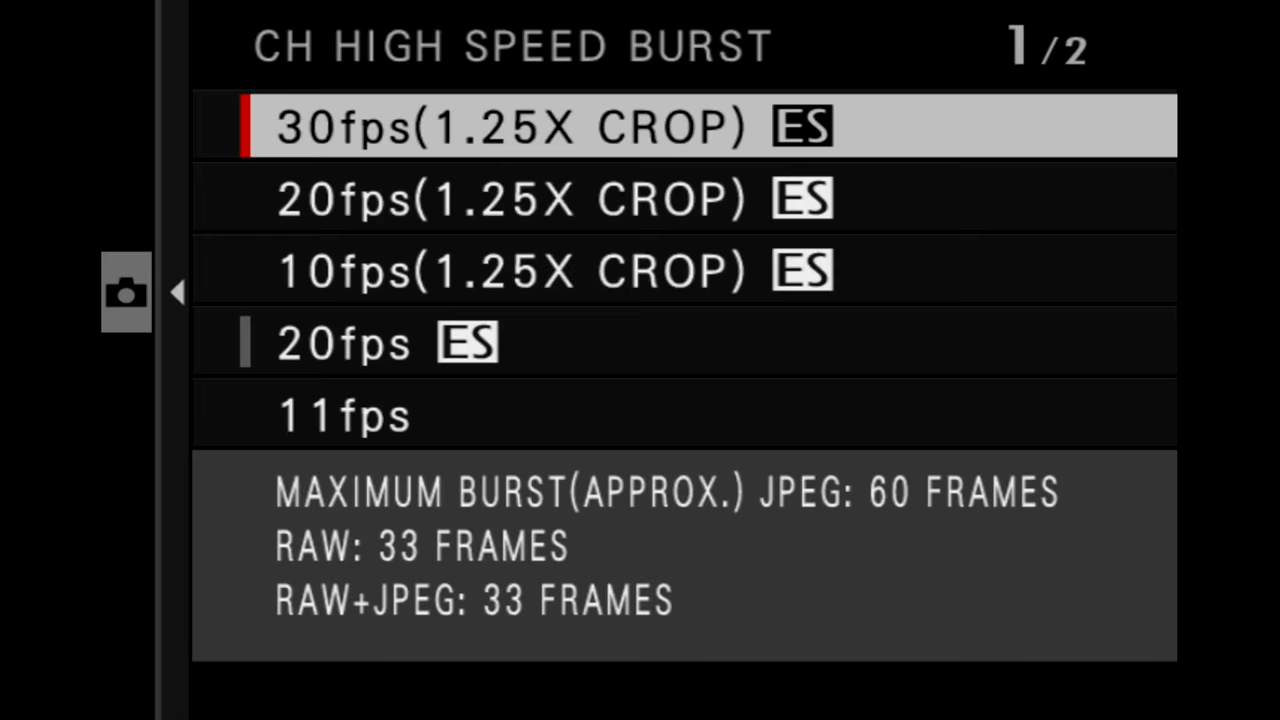 CH HIGH SPEED BURST 1/2
30fps(1.25X CROP) ES
20fps(1.25X CROP) ES
10fps(1.25X CROP) ES
20fps ES
11fps
MAXIMUM BURST(APPROX.) JPEG: 60 FRAMES
RAW: 33 FRAMES
RAW+JPEG: 33 FRAMES